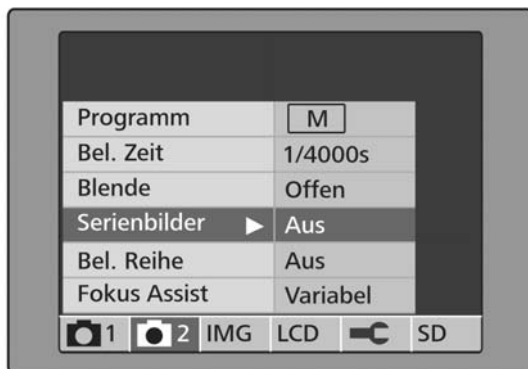 Programm M
Bel. Zeit 1/4000s
Blende Offen
Serienbilder ▶ Aus
Bel. Reihe Aus
Fokus Assist Variabel
1 2 IMG LCD SD